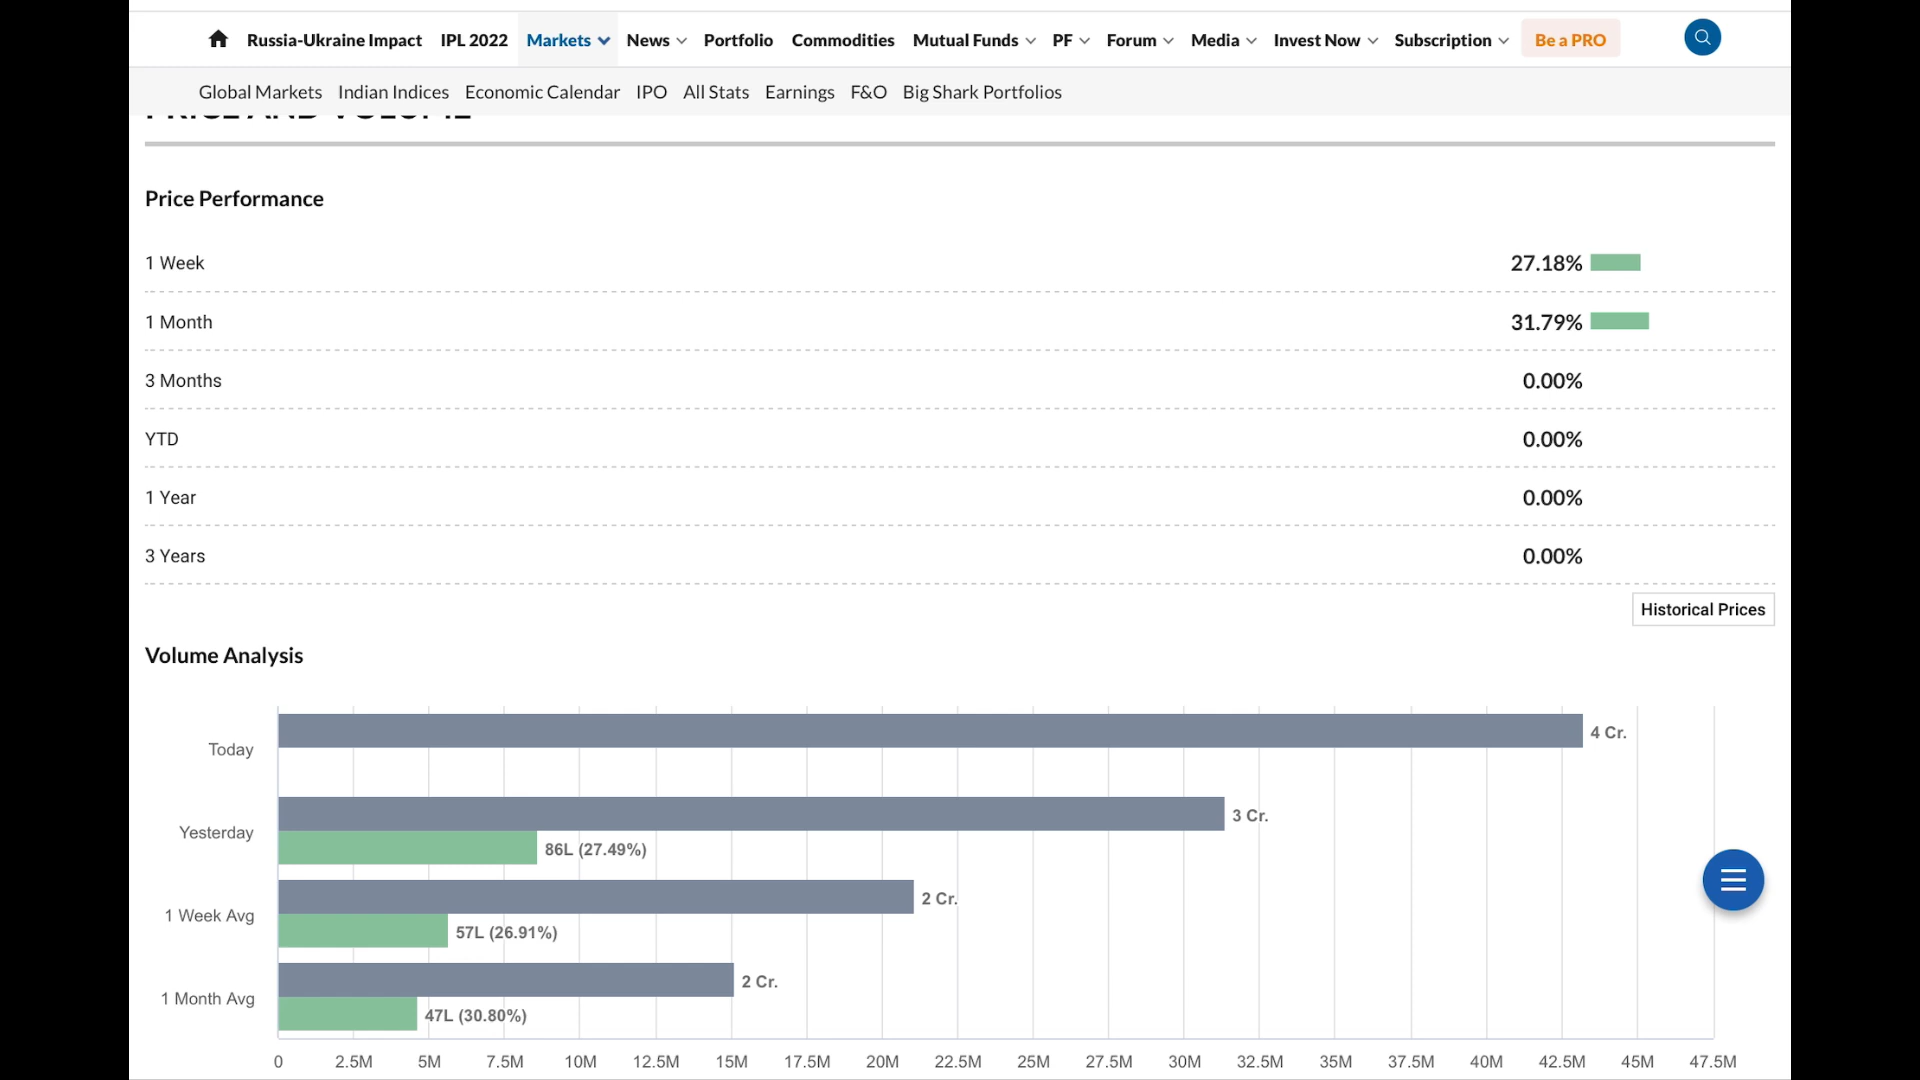 Russia-Ukraine Impact IPL 2022 Markets News Portfolio Commodities Mutual Funds PF Forum Media Invest Now Subscription Be a PRO
Global Markets Indian Indices Economic Calendar IPO All Stats Earnings F&O Big Shark Portfolios
PRICE AND VOLUME
Price Performance
1 Week 27.18%
1 Month 31.79%
3 Months 0.00%
YTD 0.00%
1 Year 0.00%
3 Years 0.00%
Historical Prices
Volume Analysis
Today 4 Cr.
Yesterday 3 Cr.
86L (27.49%)
1 Week Avg 2 Cr.
57L (26.91%)
1 Month Avg 2 Cr.
47L (30.80%)
0 2.5M 5M 7.5M 10M 12.5M 15M 17.5M 20M 22.5M 25M 27.5M 30M 32.5M 35M 37.5M 40M 42.5M 45M 47.5M